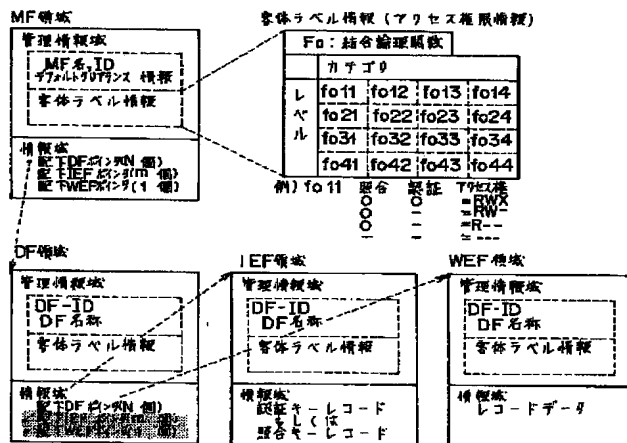 MF領域
管理情報域
MF名,ID
デフォルトクリアランス 情報
客体ラベル情報
情報域
配下DFポインタ(N 個)
配下IEFポインタ(m 個)
配下WEFポインタ(1 個)
客体ラベル情報(アクセス権限情報)
Fo:結合論理関数
カテゴリ
レベル
fo11 fo12 fo13 fo14
fo21 fo22 fo23 fo24
fo31 fo32 fo33 fo34
fo41 fo42 fo43 fo44
例) fo11 照合 認証 アクセス権
○ ○ =RWX
○ − =RW-
○ − =R--
− − =---
DF領域
管理情報域
DF-ID
DF名称
客体ラベル情報
情報域
配下DFポインタ(N 個)
IEF領域
管理情報域
DF-ID
DF名称
客体ラベル情報
情報域
認証キーレコード
もしくは
照合キーレコード
WEF領域
管理情報域
DF-ID
DF名称
客体ラベル情報
情報域
レコードデータ